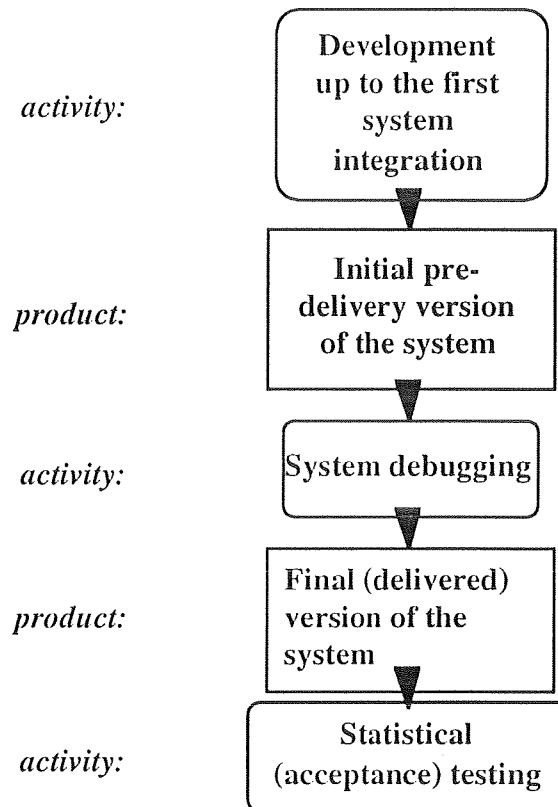 Development
up to the first
activity:
system
integration
Initial pre-
product:
delivery version
of the system
activity:
System debugging
Final (delivered)
product:
version of the
system
Statistical
activity:
(acceptance) testing